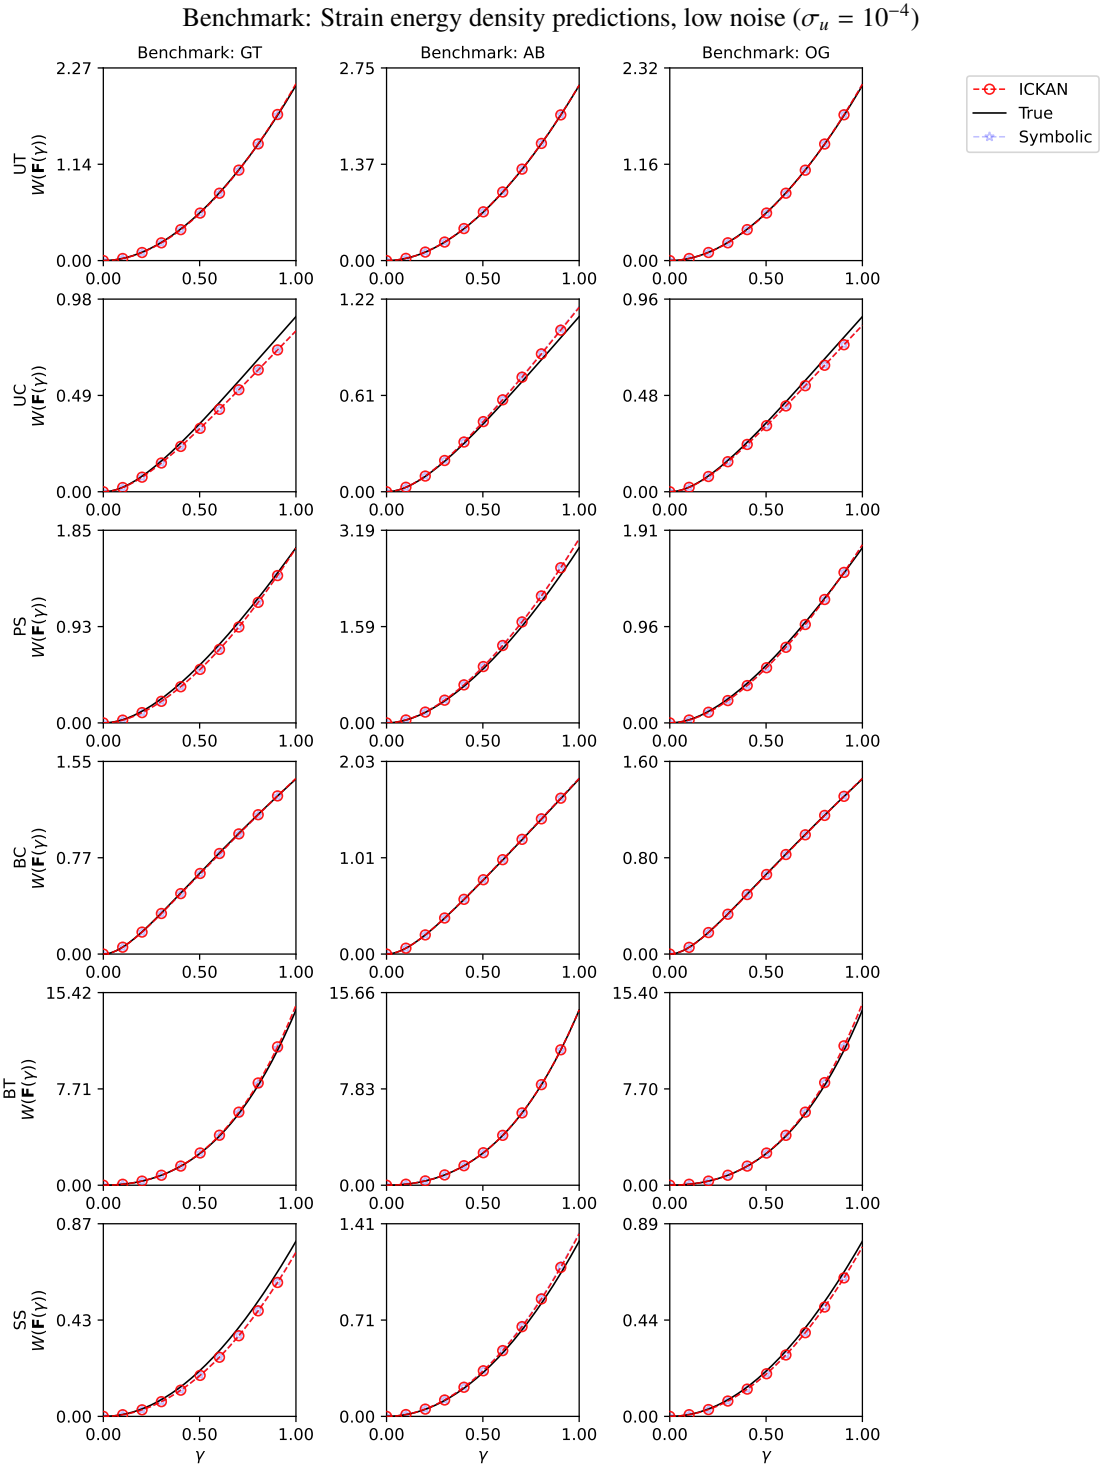 Benchmark: Strain energy density predictions, low noise (σᵤ = 10⁻⁴)
Benchmark: GT
Benchmark: AB
Benchmark: OG
ICKAN
True
Symbolic
UT
W(F(γ))
2.27
1.14
0.00
0.00 0.50 1.00
2.75
1.37
0.00
0.00 0.50 1.00
2.32
1.16
0.00
0.00 0.50 1.00
UC
W(F(γ))
0.98
0.49
0.00
0.00 0.50 1.00
1.22
0.61
0.00
0.00 0.50 1.00
0.96
0.48
0.00
0.00 0.50 1.00
PS
W(F(γ))
1.85
0.93
0.00
0.00 0.50 1.00
3.19
1.59
0.00
0.00 0.50 1.00
1.91
0.96
0.00
0.00 0.50 1.00
BC
W(F(γ))
1.55
0.77
0.00
0.00 0.50 1.00
2.03
1.01
0.00
0.00 0.50 1.00
1.60
0.80
0.00
0.00 0.50 1.00
BT
W(F(γ))
15.42
7.71
0.00
0.00 0.50 1.00
15.66
7.83
0.00
0.00 0.50 1.00
15.40
7.70
0.00
0.00 0.50 1.00
SS
W(F(γ))
0.87
0.43
0.00
0.00 0.50 1.00
γ
1.41
0.71
0.00
0.00 0.50 1.00
γ
0.89
0.44
0.00
0.00 0.50 1.00
γ